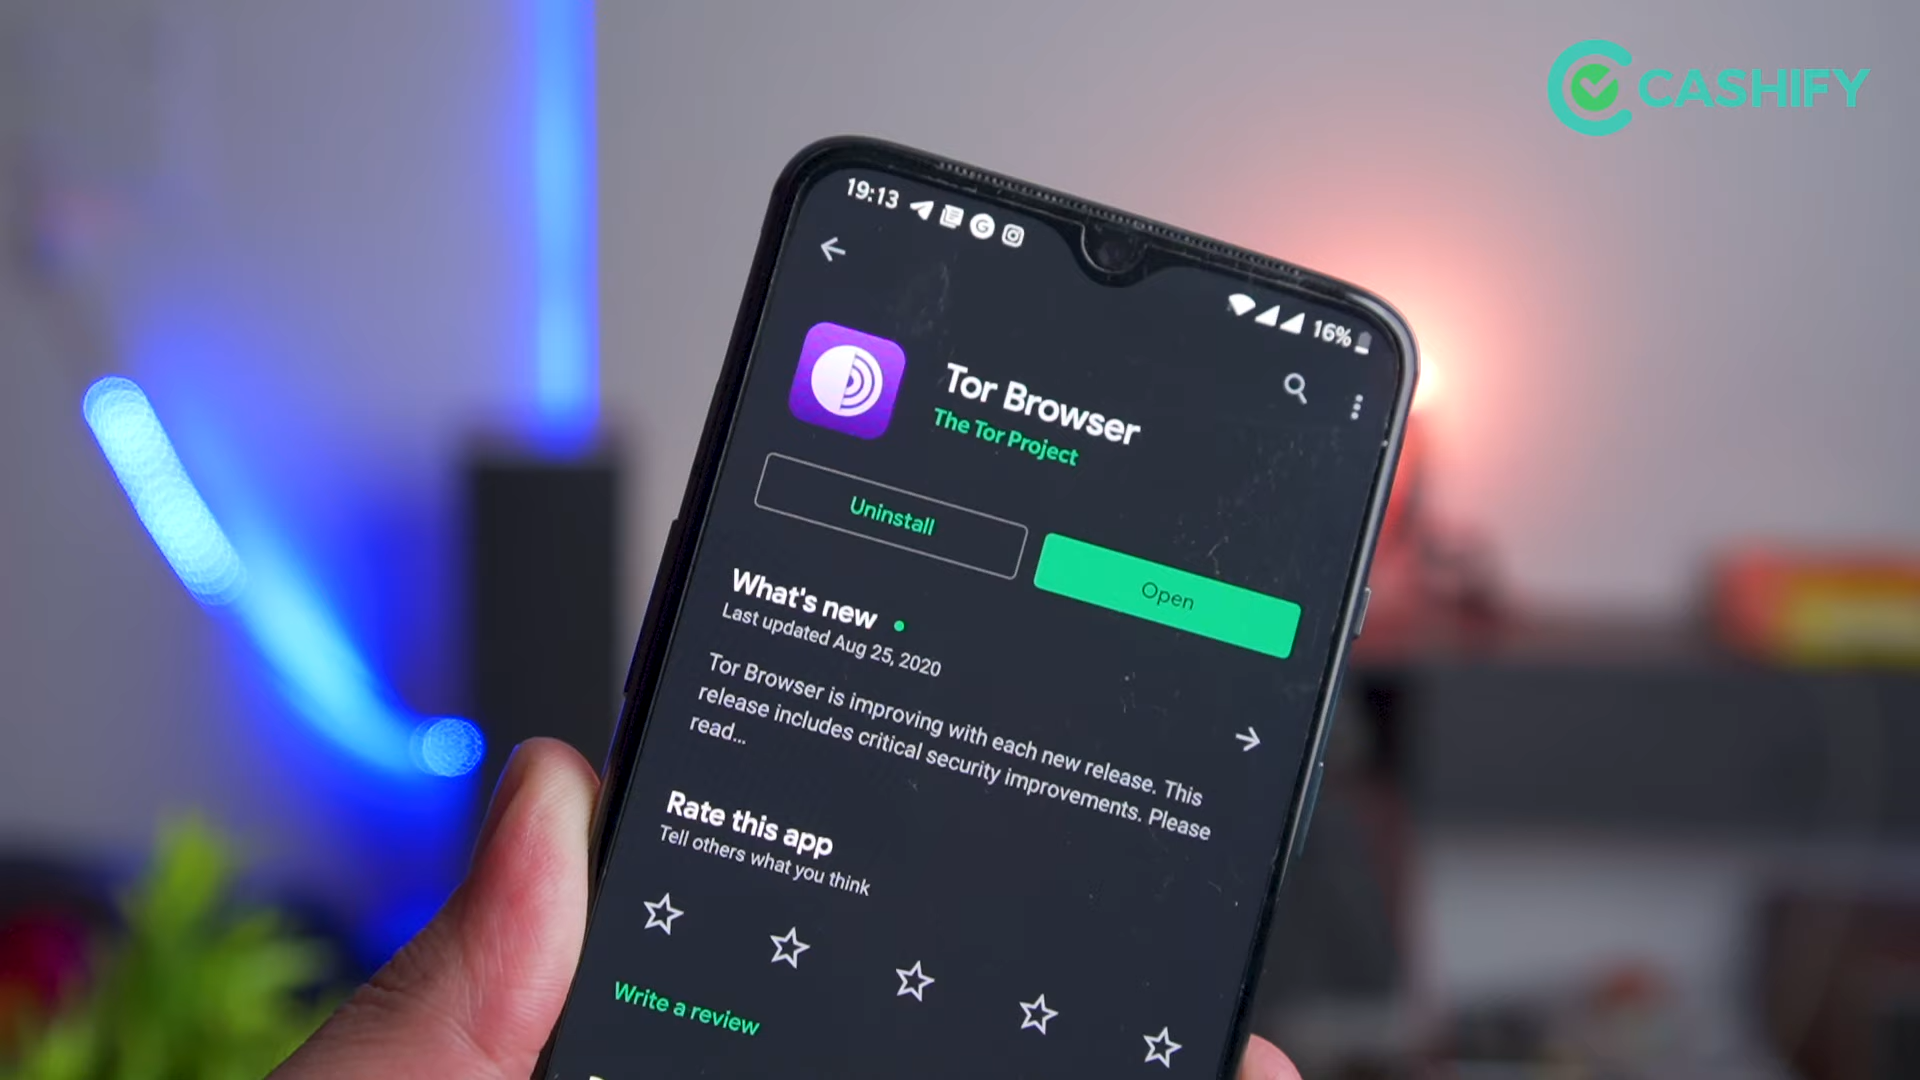 CASHIFY
19:13
16%
Tor Browser
The Tor Project
Uninstall
Open
What's new
Last updated Aug 25, 2020
Tor Browser is improving with each new release. This
release includes critical security improvements. Please
read...
Rate this app
Tell others what you think
Write a review